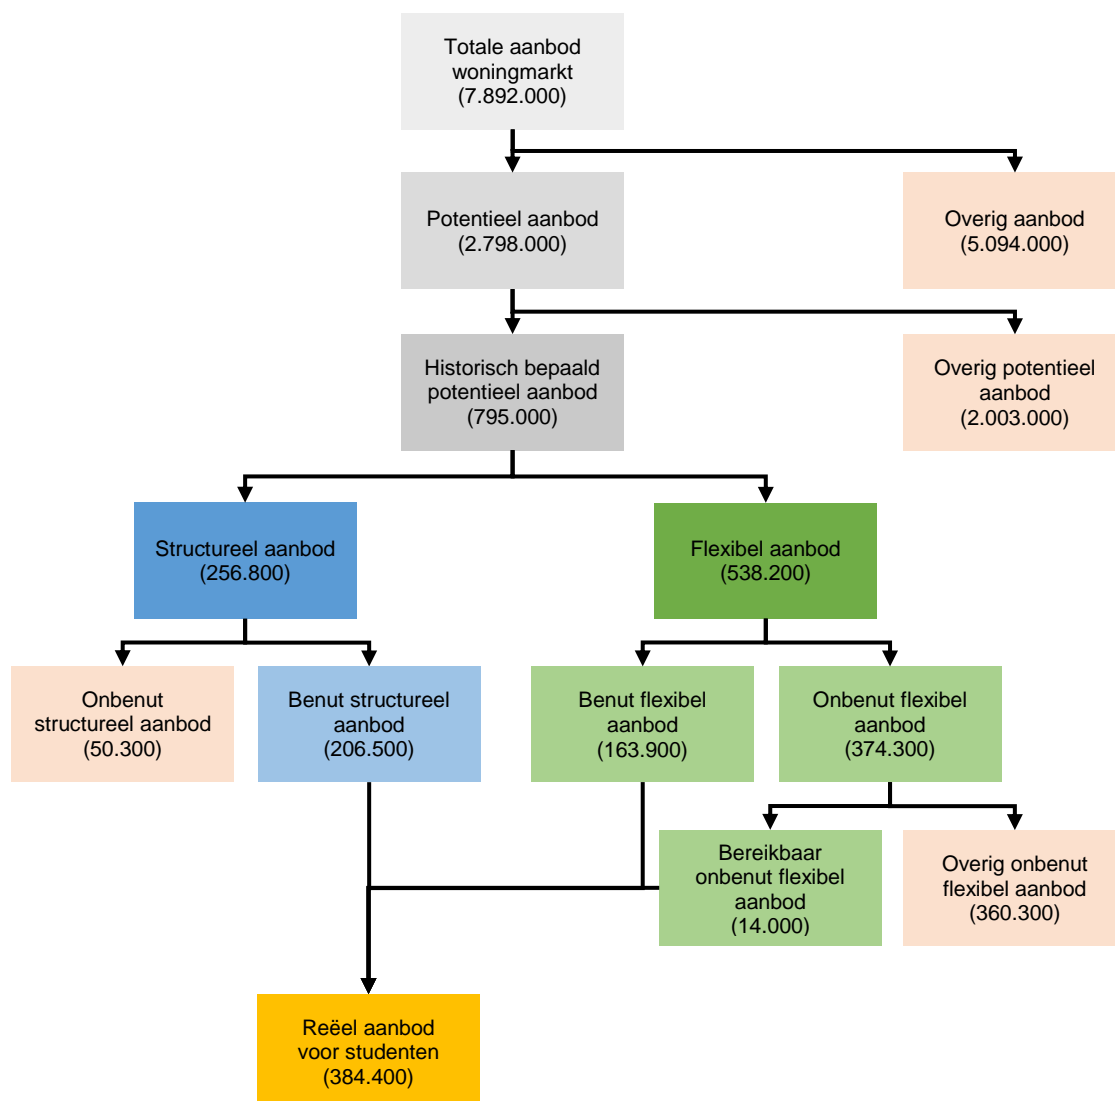 Totale aanbod
woningmarkt
(7.892.000)
Potentieel aanbod
(2.798.000)
Overig aanbod
(5.094.000)
Historisch bepaald
potentieel aanbod
(795.000)
Overig potentieel
aanbod
(2.003.000)
Structureel aanbod
(256.800)
Flexibel aanbod
(538.200)
Onbenut
structureel aanbod
(50.300)
Benut structureel
aanbod
(206.500)
Benut flexibel
aanbod
(163.900)
Onbenut flexibel
aanbod
(374.300)
Bereikbaar
onbenut flexibel
aanbod
(14.000)
Overig onbenut
flexibel aanbod
(360.300)
Reëel aanbod
voor studenten
(384.400)